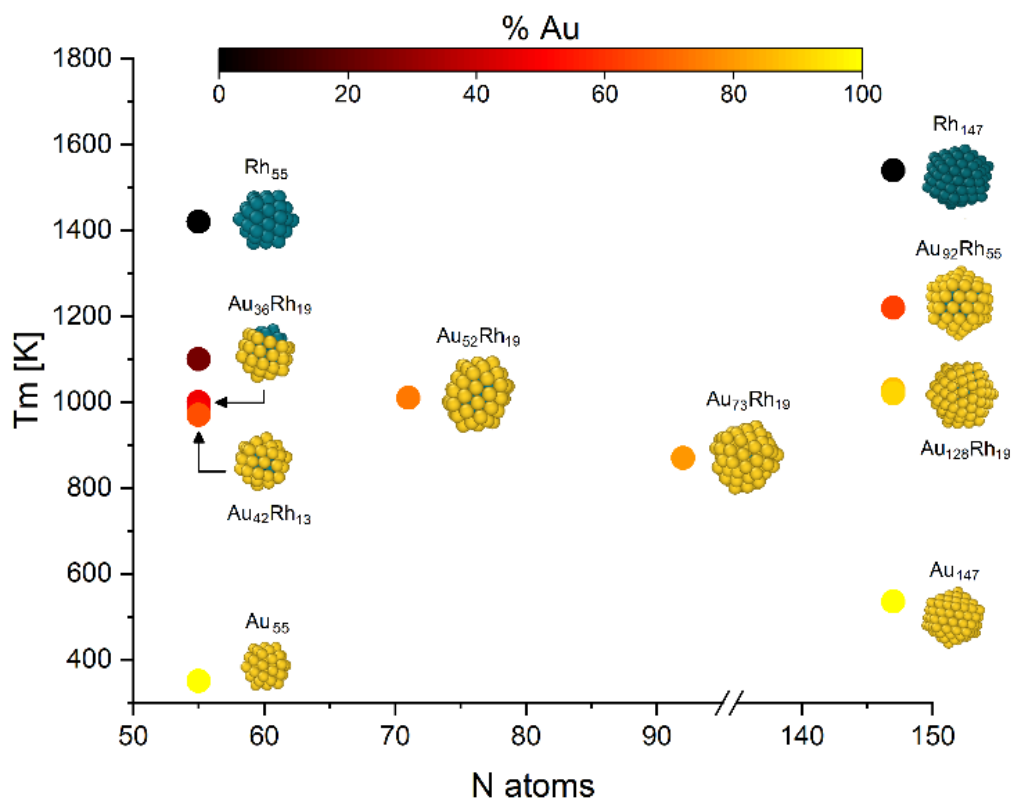 % Au
0 20 40 60 80 100
1800
1600
1400
1200
1000
800
600
400
Tm [K]
Rh₅₅
Rh₁₄₇
Au₉₂Rh₅₅
Au₃₆Rh₁₉
Au₅₂Rh₁₉
Au₇₃Rh₁₉
Au₁₂₈Rh₁₉
Au₄₂Rh₁₃
Au₁₄₇
Au₅₅
50 60 70 80 90 140 150
N atoms